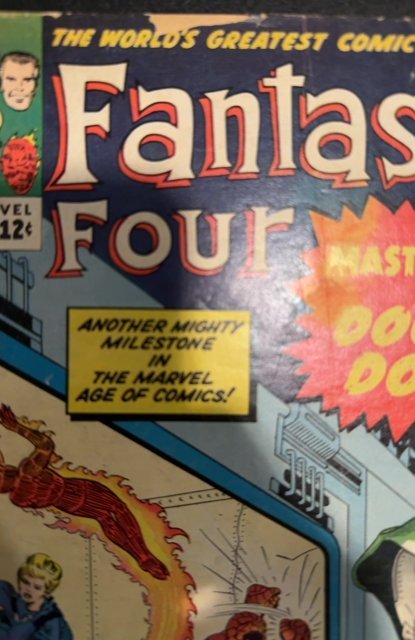 THE WORLD'S GREATEST COMIC
Fantas
FOUR
VEL
12¢
MAST
DO
DO
ANOTHER MIGHTY
MILESTONE
IN
THE MARVEL
AGE OF COMICS!